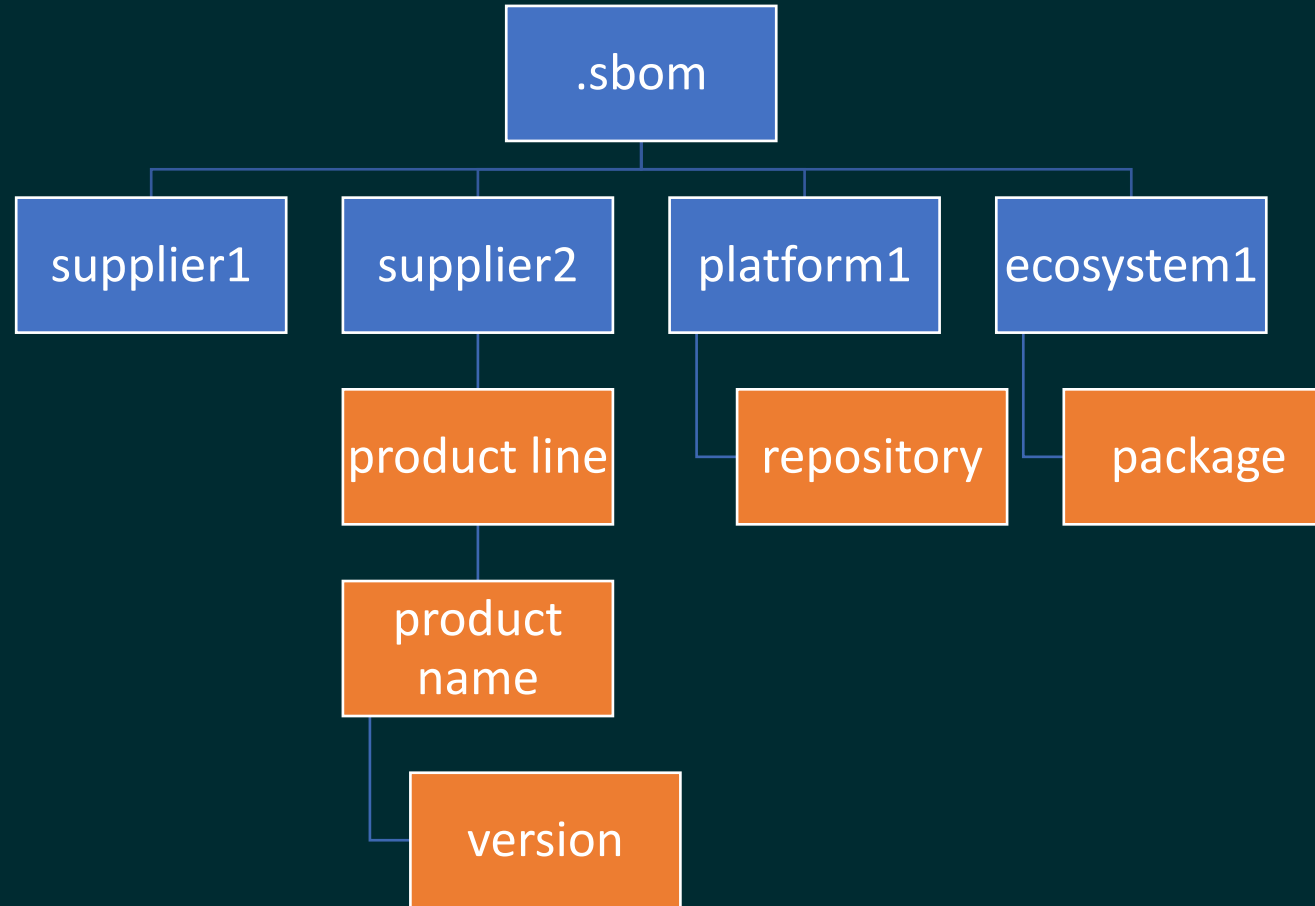 .sbom
supplier1
supplier2
platform1
ecosystem1
product line
repository
package
product
name
version